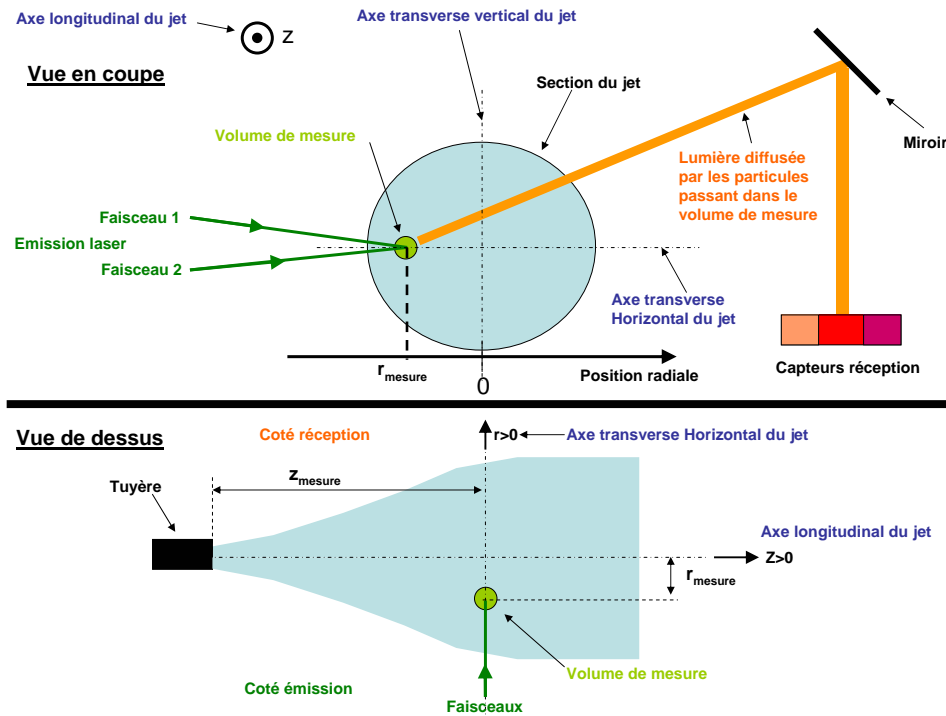 Axe longitudinal du jet
z
Vue en coupe
Axe transverse vertical du jet
Section du jet
Volume de mesure
Miroir
Lumière diffusée
par les particules
passant dans le
volume de mesure
Faisceau 1
Emission laser
Faisceau 2
Axe transverse
Horizontal du jet
r mesure
0
Position radiale
Capteurs réception
Vue de dessus
Coté réception
r>0
Axe transverse Horizontal du jet
z mesure
Tuyère
Axe longitudinal du jet
Z>0
r mesure
Volume de mesure
Coté émission
Faisceaux